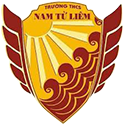 TRƯỜNG THCS
NAM TỪ LIÊM